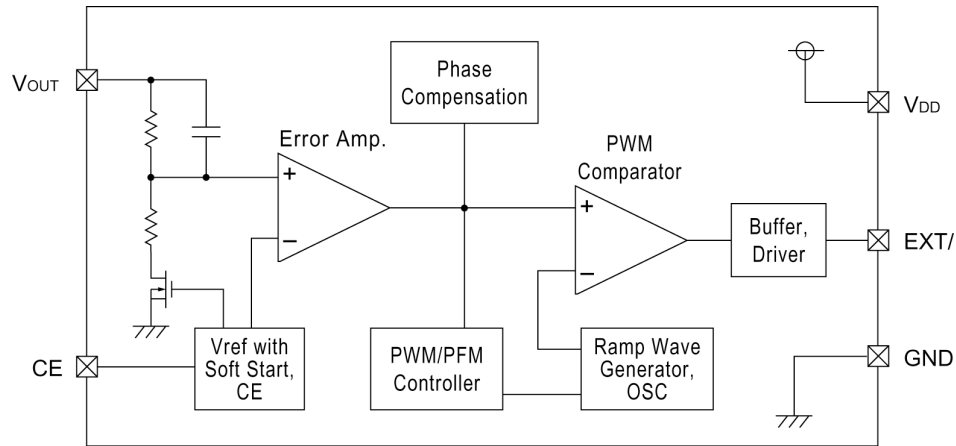 Phase
Compensation
VOUT
VDD
Error Amp.
PWM
Comparator
+
−
+
−
Buffer,
Driver
EXT/
Vref with
Soft Start,
CE
PWM/PFM
Controller
Ramp Wave
Generator,
OSC
CE
GND